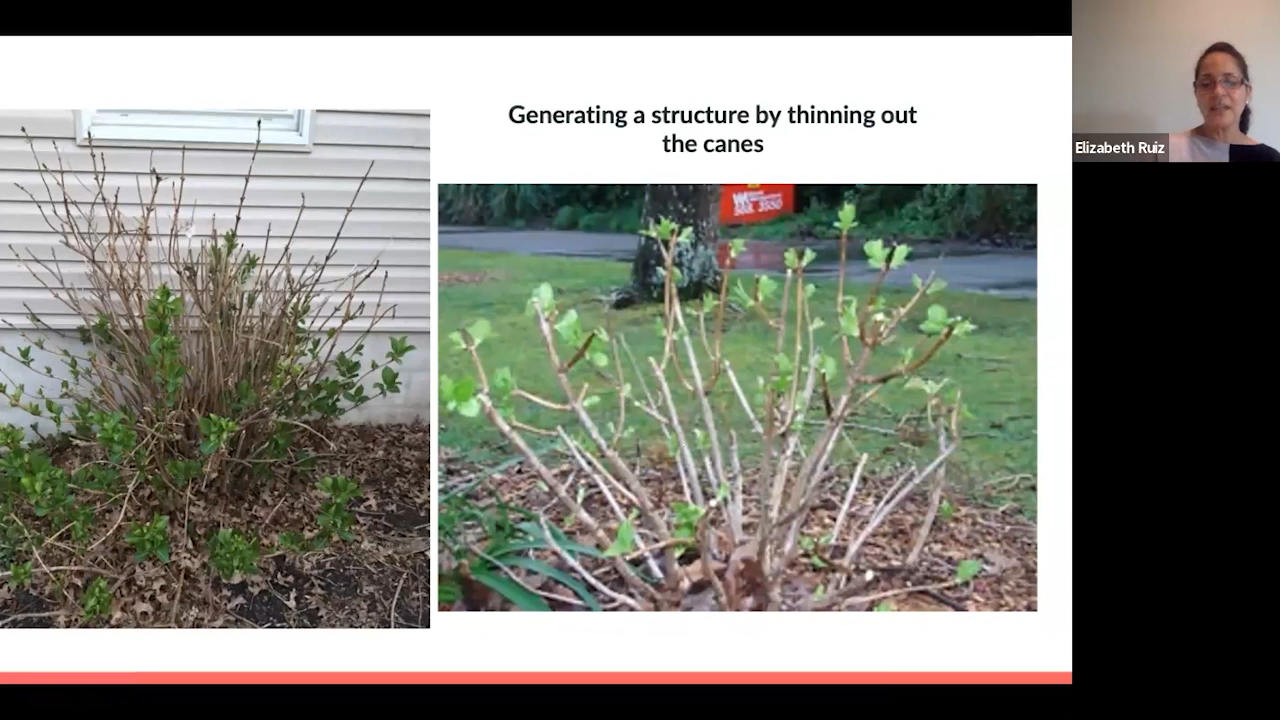 Generating a structure by thinning out
the canes
Elizabeth Ruiz